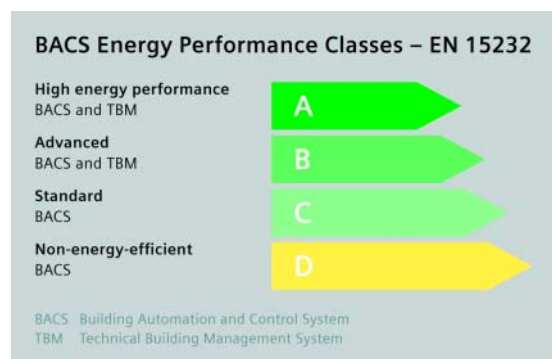 BACS Energy Performance Classes – EN 15232
High energy performance
BACS and TBM
A
Advanced
BACS and TBM
B
Standard
BACS
C
Non-energy-efficient
BACS
D
BACS Building Automation and Control System
TBM Technical Building Management System